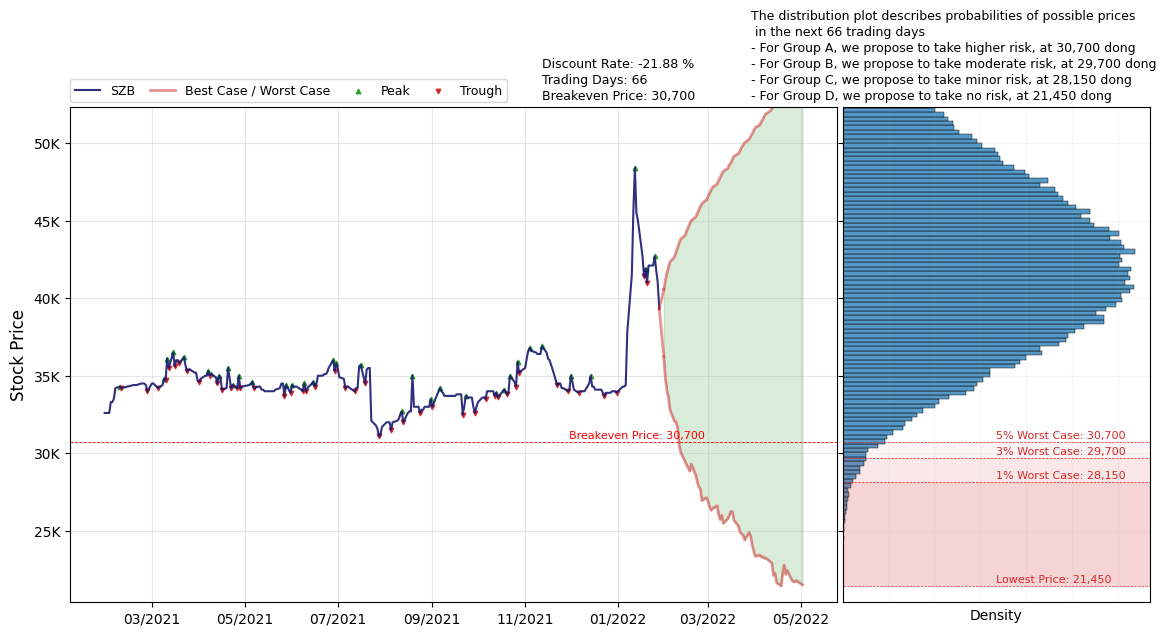 The distribution plot describes probabilities of possible prices
in the next 66 trading days
- For Group A, we propose to take higher risk, at 30,700 dong
- For Group B, we propose to take moderate risk, at 29,700 dong
- For Group C, we propose to take minor risk, at 28,150 dong
- For Group D, we propose to take no risk, at 21,450 dong
Discount Rate: -21.88 %
Trading Days: 66
Breakeven Price: 30,700
SZB
Best Case / Worst Case
Peak
Trough
Stock Price
50K
45K
40K
35K
30K
25K
Breakeven Price: 30,700
03/2021
05/2021
07/2021
09/2021
11/2021
01/2022
03/2022
05/2022
5% Worst Case: 30,700
3% Worst Case: 29,700
1% Worst Case: 28,150
Lowest Price: 21,450
Density